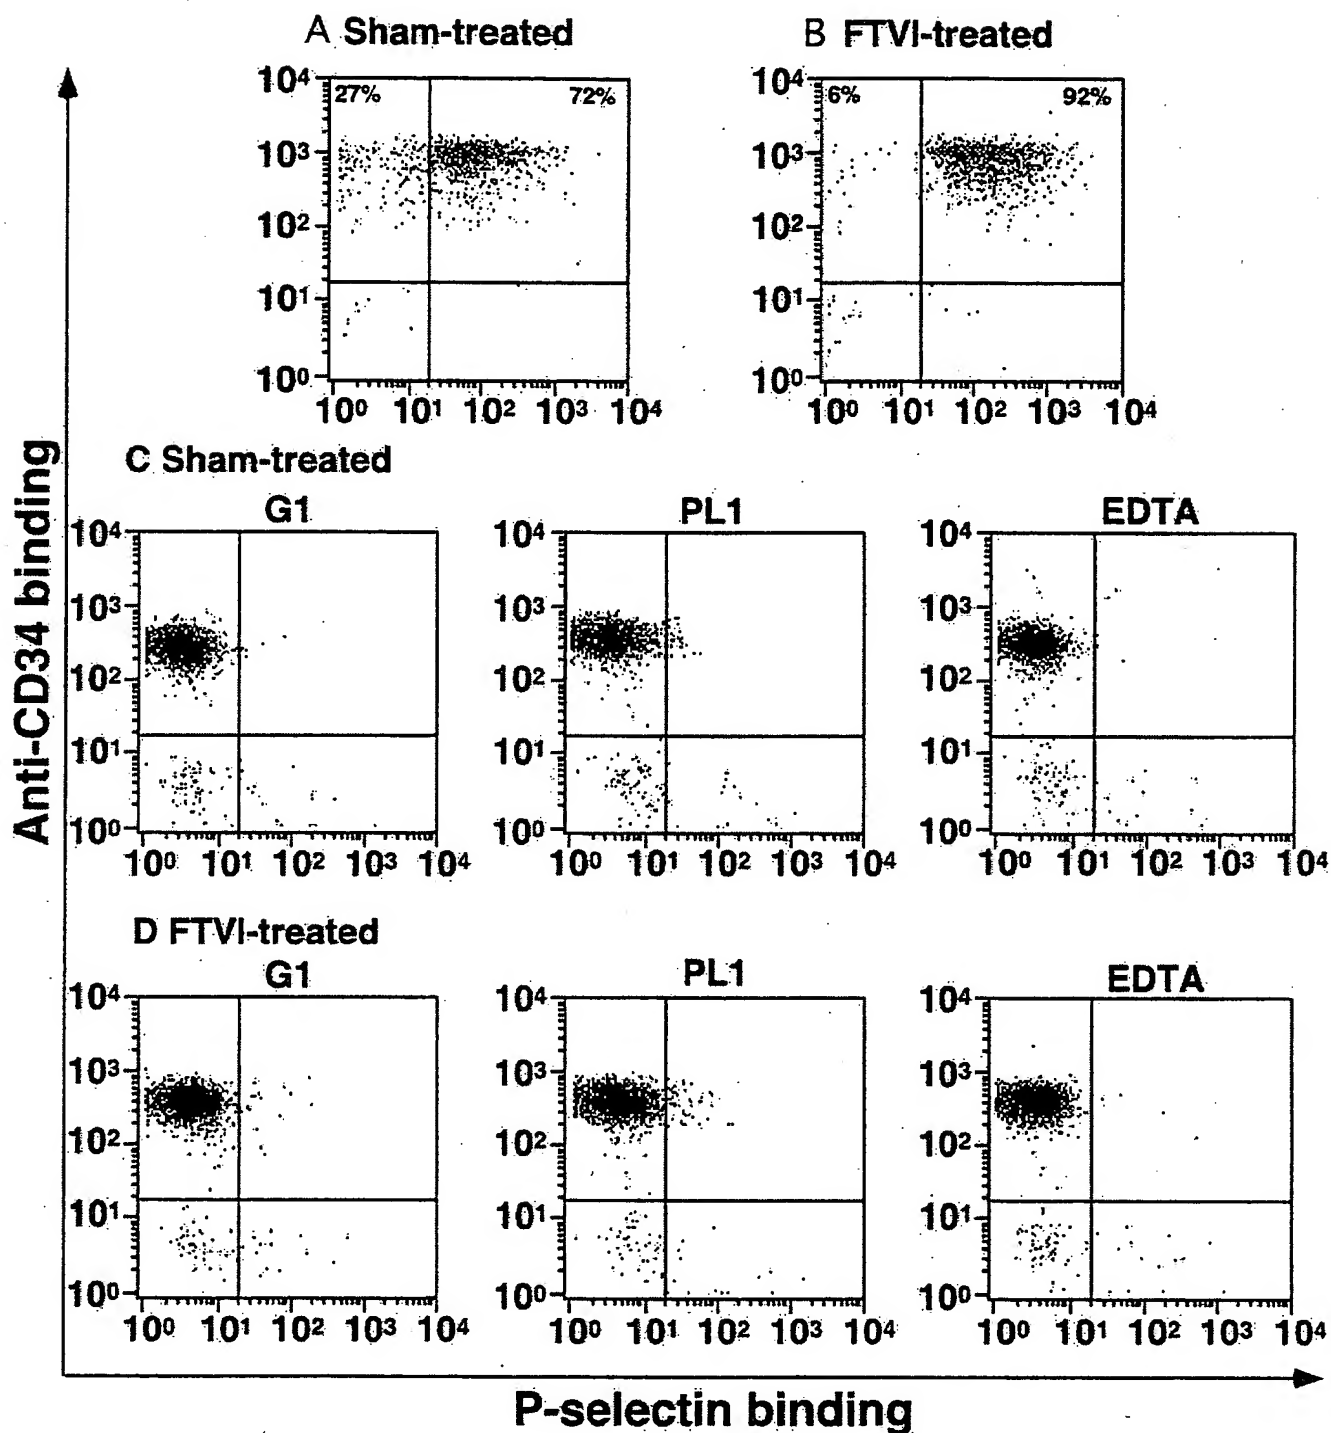 A Sham-treated
B FTVI-treated
10⁴ 27% 72%
10³
10²
10¹
10⁰
10⁰ 10¹ 10² 10³ 10⁴
10⁴ 6% 92%
10³
10²
10¹
10⁰
10⁰ 10¹ 10² 10³ 10⁴
Anti-CD34 binding
C Sham-treated
G1
10⁴
10³
10²
10¹
10⁰
10⁰ 10¹ 10² 10³ 10⁴
PL1
10⁴
10³
10²
10¹
10⁰
10⁰ 10¹ 10² 10³ 10⁴
EDTA
10⁴
10³
10²
10¹
10⁰
10⁰ 10¹ 10² 10³ 10⁴
D FTVI-treated
G1
10⁴
10³
10²
10¹
10⁰
10⁰ 10¹ 10² 10³ 10⁴
PL1
10⁴
10³
10²
10¹
10⁰
10⁰ 10¹ 10² 10³ 10⁴
EDTA
10⁴
10³
10²
10¹
10⁰
10⁰ 10¹ 10² 10³ 10⁴
P-selectin binding